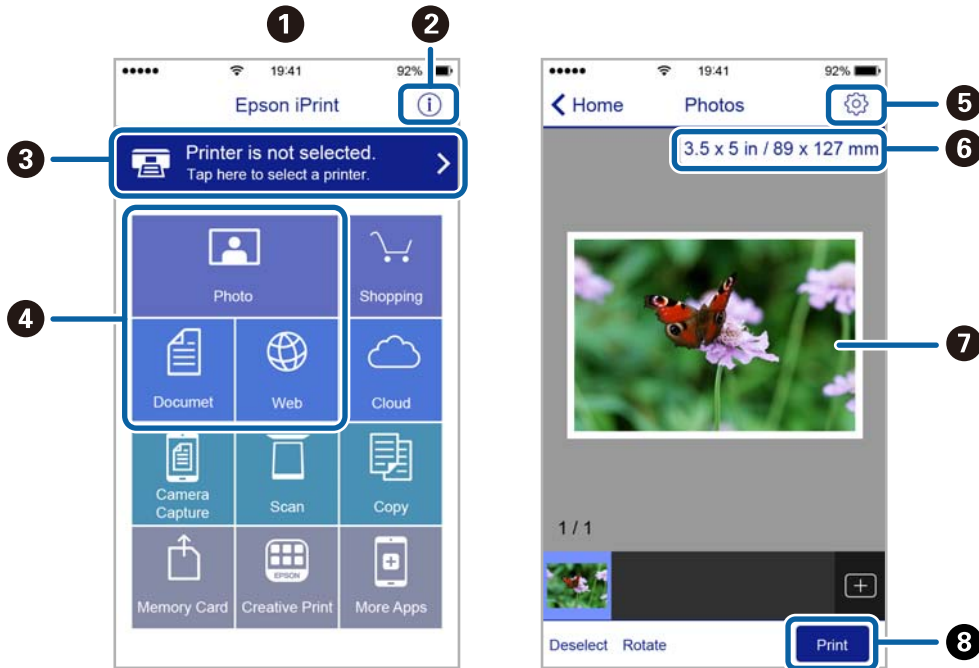 1
2
19:41
92%
Epson iPrint
i
3
Printer is not selected.
Tap here to select a printer.
4
Photo
Shopping
Documet
Web
Cloud
Camera
Capture
Scan
Copy
Memory Card
EPSON
Creative Print
More Apps
19:41
92%
Home
Photos
5
3.5 x 5 in / 89 x 127 mm
6
7
1 / 1
Deselect
Rotate
Print
8